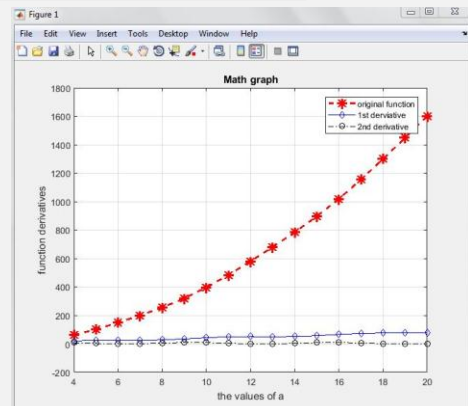 Figure 1
File Edit View Insert Tools Desktop Window Help
Math graph
original function
1st derviative
2nd derivative
function derivatives
1800
1600
1400
1200
1000
800
600
400
200
0
-200
4 6 8 10 12 14 16 18 20
the values of a